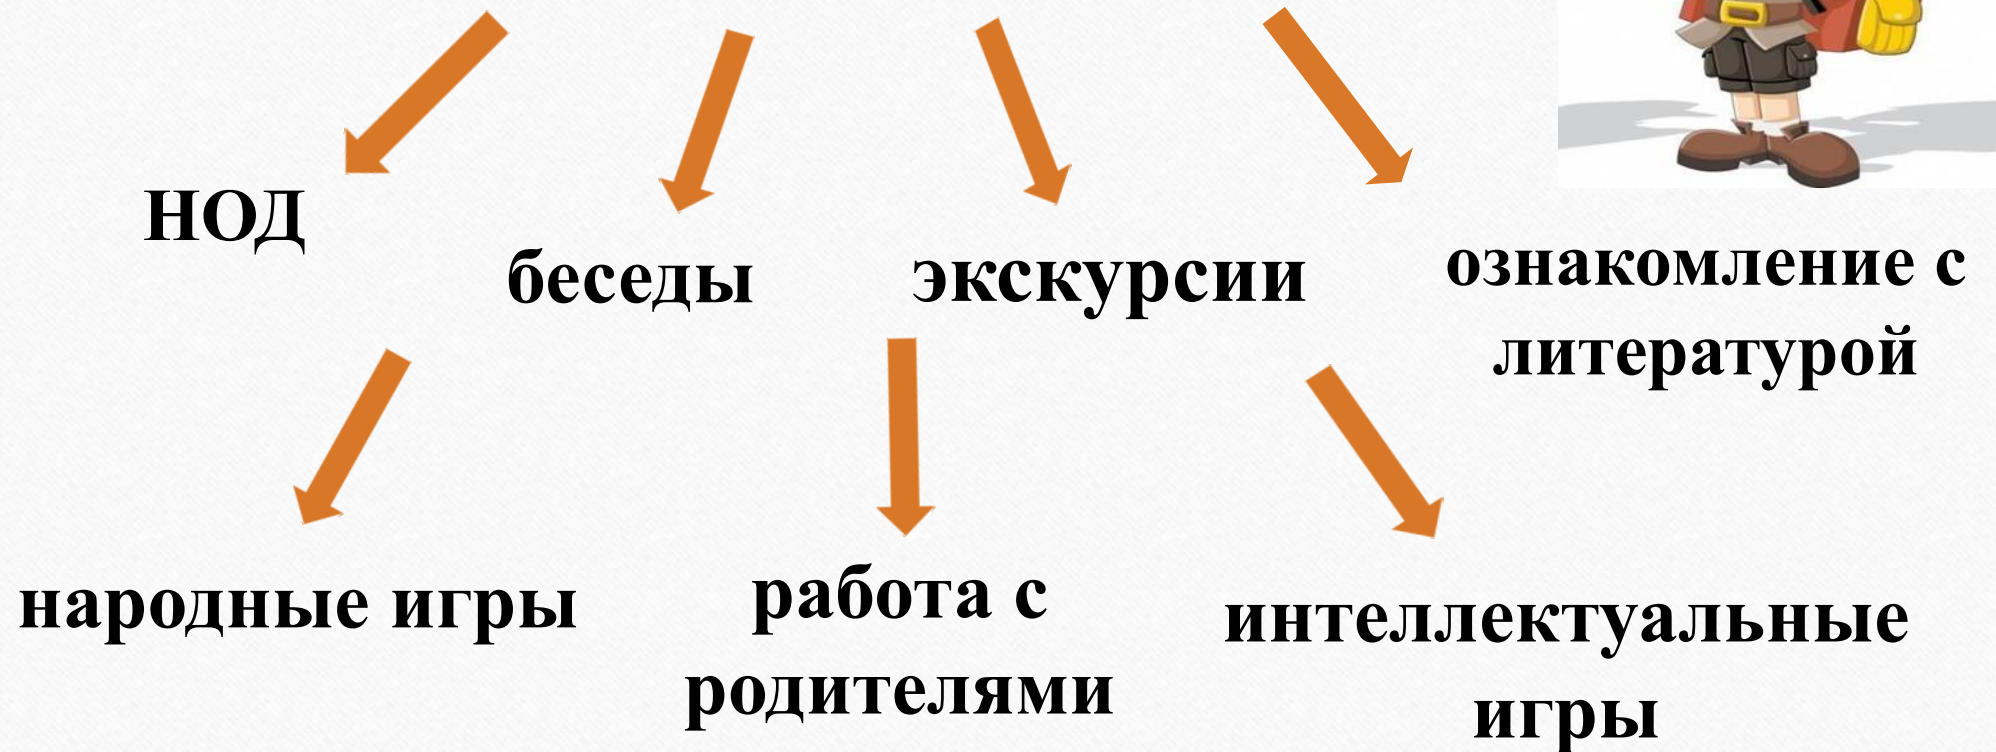 НОД
беседы
экскурсии
ознакомление с
литературой
народные игры
работа с
родителями
интеллектуальные
игры